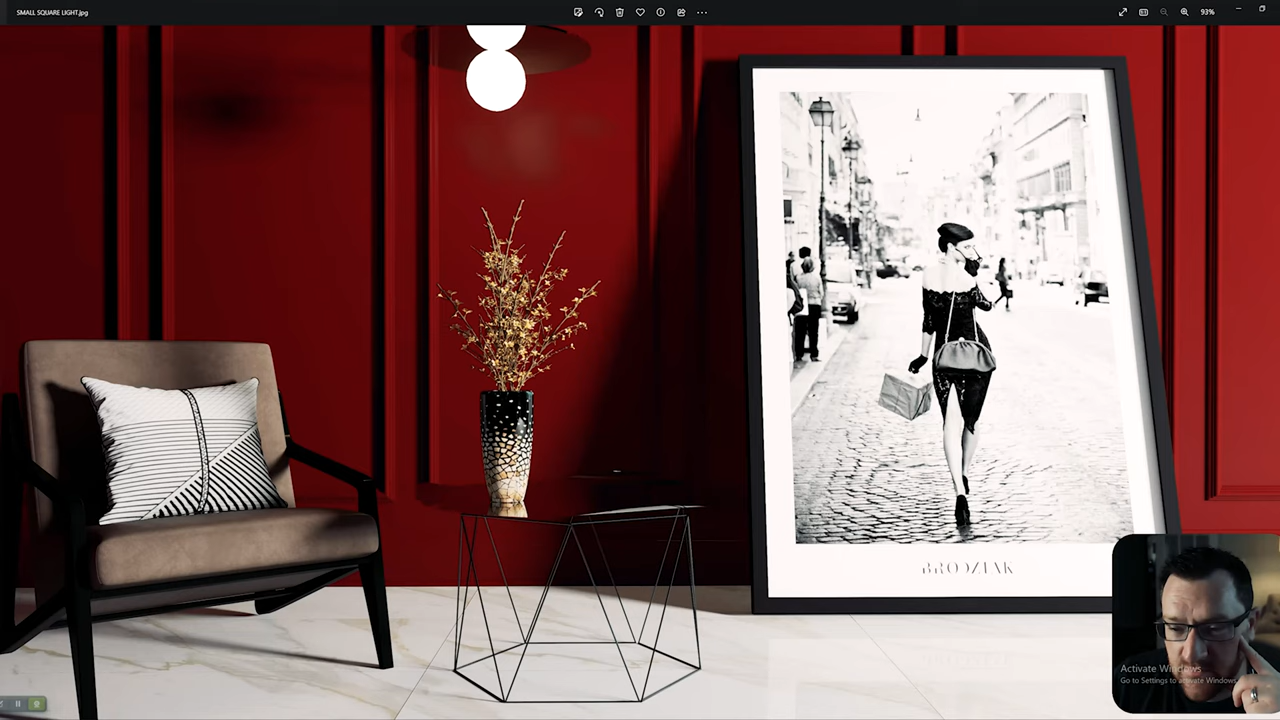 SMALL SQUARE LIGHT.jpg
93%
BRODZIAK
Activate Windows
Go to Settings to activate Windows.